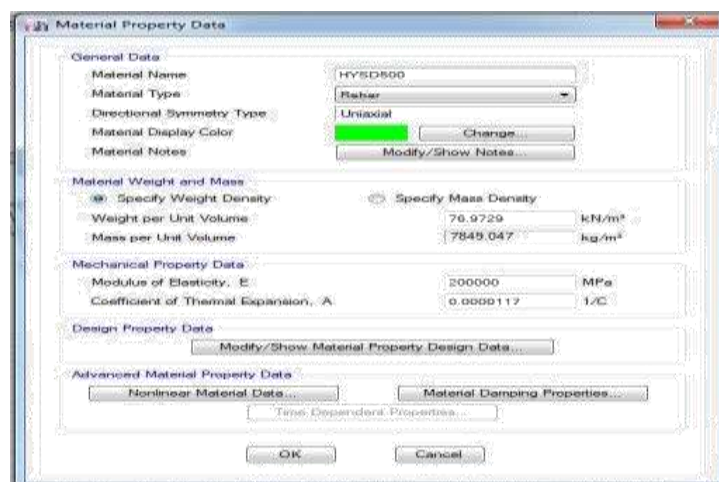 Material Property Data
General Data
Material Name HYSD500
Material Type Rebar
Directional Symmetry Type Uniaxial
Material Display Color Change...
Material Notes Modify/Show Notes...
Material Weight and Mass
Specify Weight Density Specify Mass Density
Weight per Unit Volume 76.9729 kN/m³
Mass per Unit Volume 7849.047 kg/m³
Mechanical Property Data
Modulus of Elasticity, E 200000 MPa
Coefficient of Thermal Expansion, A 0.0000117 1/C
Design Property Data
Modify/Show Material Property Design Data...
Advanced Material Property Data
Nonlinear Material Data... Material Damping Properties...
Time Dependent Properties...
OK Cancel